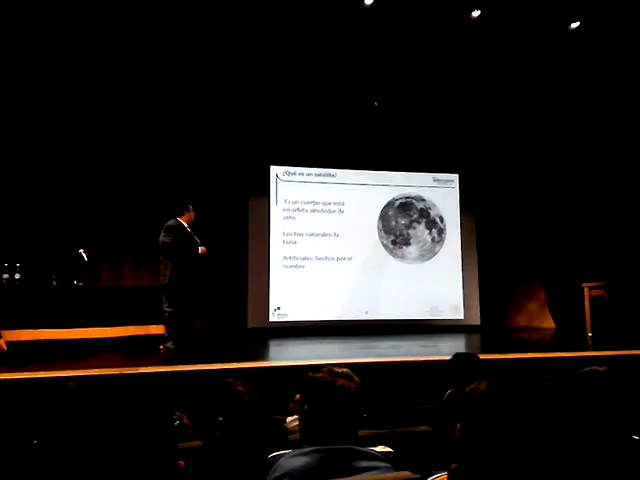 ¿Qué es un satélite?
Es un cuerpo que está
en órbita alrededor de
otro.
Los hay naturales: la
Luna
Artificiales: hechos por el
hombre